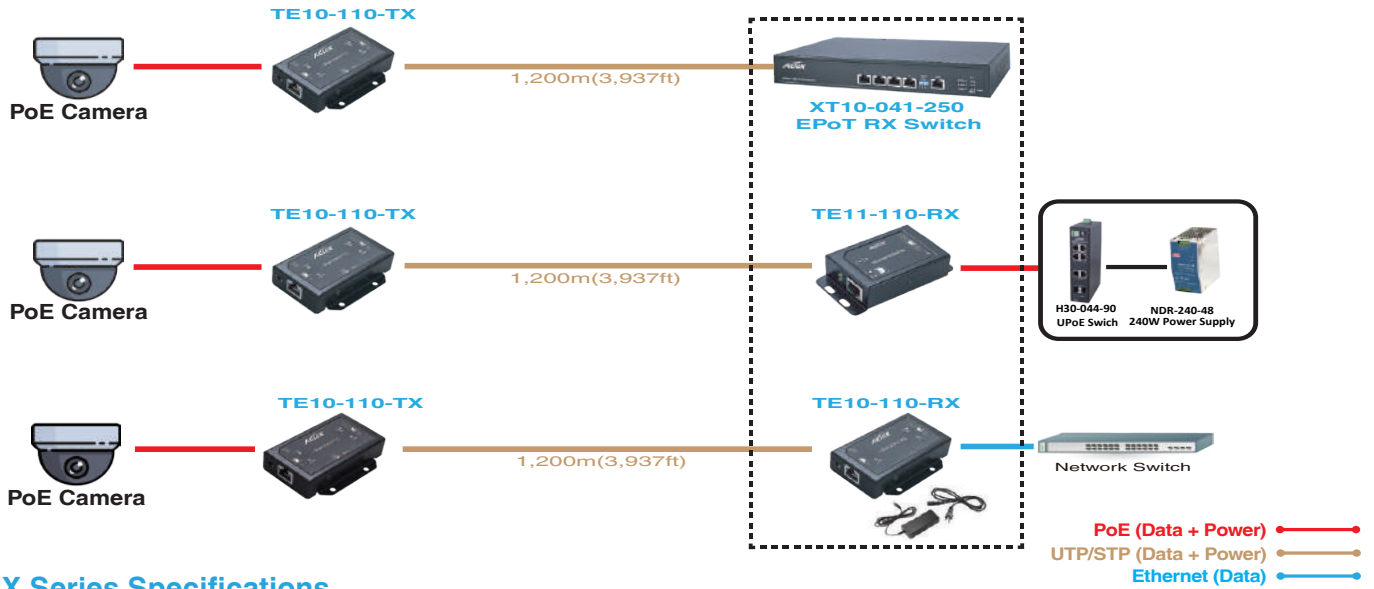 TE10-110-TX
1,200m(3,937ft)
PoE Camera
XT10-041-250
EPoT RX Switch
TE10-110-TX
TE11-110-RX
1,200m(3,937ft)
PoE Camera
H30-044-90
UPoE Swich
NDR-240-48
240W Power Supply
TE10-110-TX
TE10-110-RX
1,200m(3,937ft)
PoE Camera
Network Switch
PoE (Data + Power)
UTP/STP (Data + Power)
Ethernet (Data)
X Series Specifications